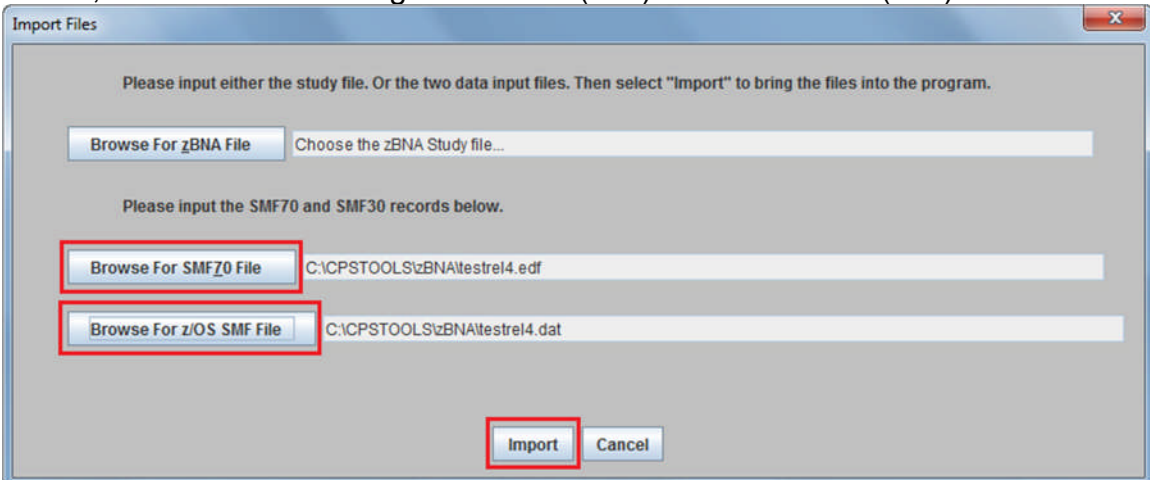 Import Files
Please input either the study file. Or the two data input files. Then select "Import" to bring the files into the program.
Browse For zBNA File Choose the zBNA Study file...
Please input the SMF70 and SMF30 records below.
Browse For SMF70 File C:\CPSTOOLS\zBNA\testrel4.edf
Browse For z/OS SMF File C:\CPSTOOLS\zBNA\testrel4.dat
Import Cancel